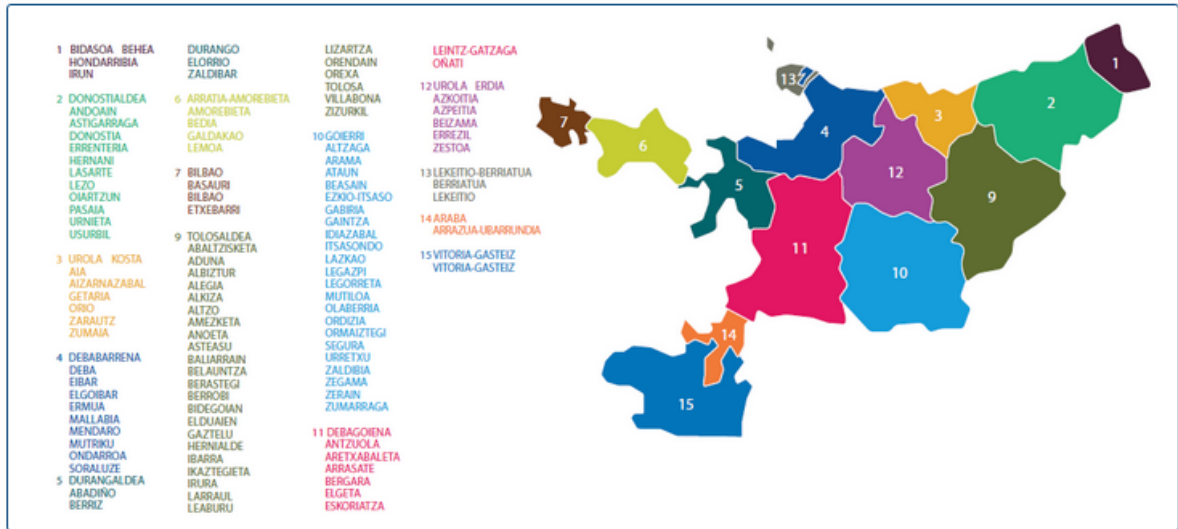 1 BIDASOA BEHEA
HONDARRIBIA
IRUN
2 DONOSTIALDEA
ANDOAIN
ASTIGARRAGA
DONOSTIA
ERRENTERIA
HERNANI
LASARTE
LEZO
OIARTZUN
PASAIA
URNIETA
USURBIL
3 UROLA KOSTA
AIA
AIZARNAZABAL
GETARIA
ORIO
ZARAUTZ
ZUMAIA
4 DEBABARRENA
DEBA
EIBAR
ELGOIBAR
ERMUA
MALLABIA
MENDARO
MUTRIKU
ONDARROA
SORALUZE
5 DURANGALDEA
ABADIÑO
BERRIZ
DURANGO
ELORRIO
ZALDIBAR
6 ARRATIA-AMOREBIETA
AMOREBIETA
BEDIA
GALDAKAO
LEMOA
7 BILBAO
BASAURI
BILBAO
ETXEBARRI
9 TOLOSALDEA
ABALTZISKETA
ADUNA
ALBIZTUR
ALEGIA
ALKIZA
ALTZO
AMEZKETA
ANOETA
ASTEASU
BALIARRAIN
BELAUNTZA
BERASTEGI
BERROBI
BIDEGOIAN
ELDUAIEN
GAZTELU
HERNIALDE
IBARRA
IKAZTEGIETA
IRURA
LARRAUL
LEABURU
LIZARTZA
ORENDAIN
OREXA
TOLOSA
VILLABONA
ZIZURKIL
10 GOIERRI
ALTZAGA
ARAMA
ATAUN
BEASAIN
EZKIO-ITSASO
GABIRIA
GAINTZA
IDIAZABAL
ITSASONDO
LAZKAO
LEGAZPI
LEGORRETA
MUTILOA
OLABERRIA
ORDIZIA
ORMAIZTEGI
SEGURA
URRETXU
ZALDIBIA
ZEGAMA
ZERAIN
ZUMARRAGA
11 DEBAGOIENA
ANTZUOLA
ARETXABALETA
ARRASATE
BERGARA
ELGETA
ESKORIATZA
LEINTZ-GATZAGA
OÑATI
12 UROLA ERDIA
AZKOITIA
AZPEITIA
BEIZAMA
ERREZIL
ZESTOA
13 LEKEITIO-BERRIATUA
BERRIATUA
LEKEITIO
14 ARABA
ARRAZUA-UBARRUNDIA
15 VITORIA-GASTEIZ
VITORIA-GASTEIZ
1
13
2
3
7
4
6
12
5
9
11
10
14
15